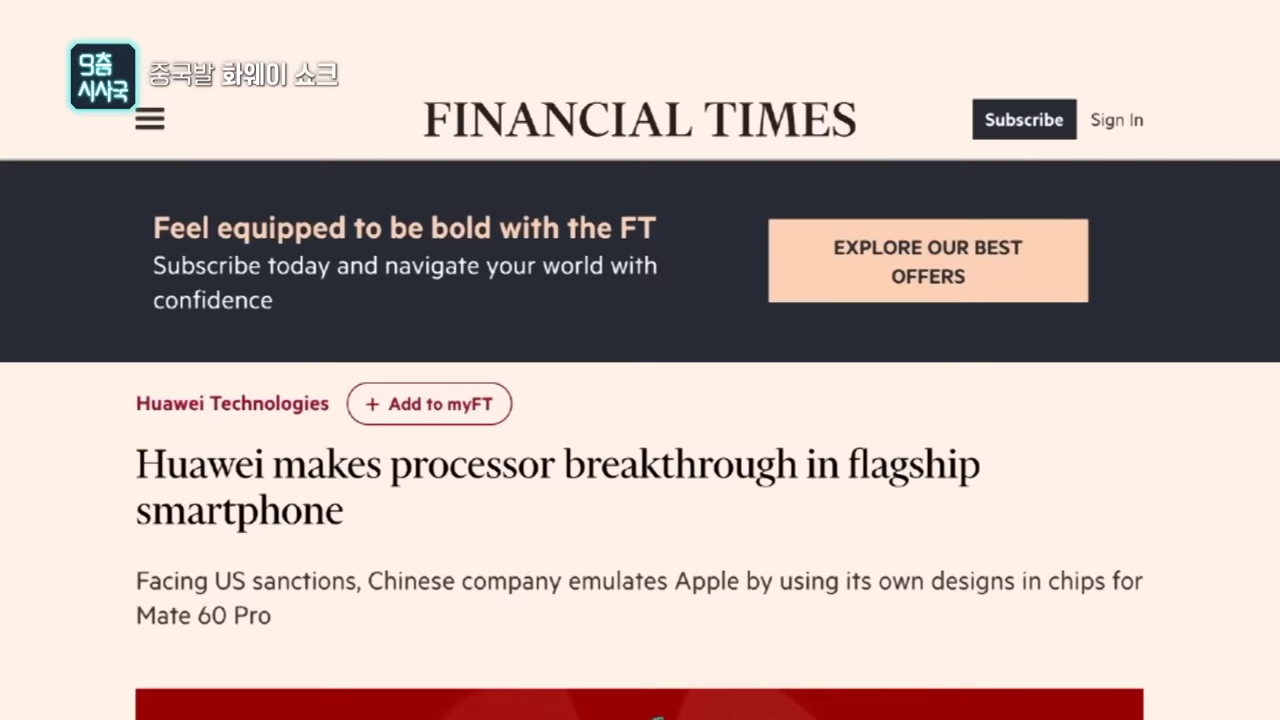 9층
시사국
중국발 화웨이 쇼크
FINANCIAL TIMES
Subscribe
Sign In
Feel equipped to be bold with the FT
Subscribe today and navigate your world with
confidence
EXPLORE OUR BEST
OFFERS
Huawei Technologies
+ Add to myFT
Huawei makes processor breakthrough in flagship
smartphone
Facing US sanctions, Chinese company emulates Apple by using its own designs in chips for
Mate 60 Pro